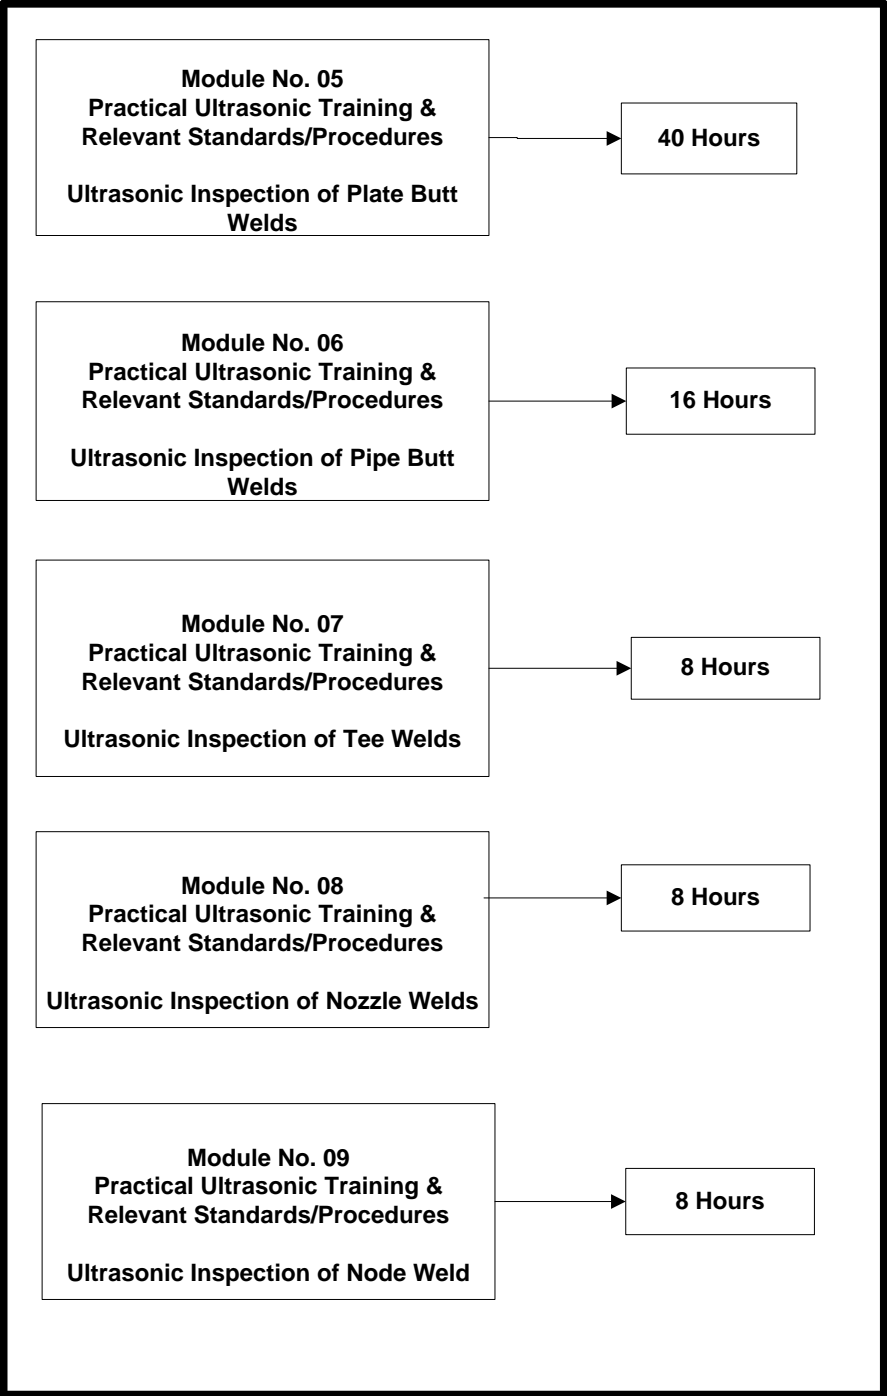 Module No. 05
Practical Ultrasonic Training &
Relevant Standards/Procedures
Ultrasonic Inspection of Plate Butt
Welds
40 Hours
Module No. 06
Practical Ultrasonic Training &
Relevant Standards/Procedures
Ultrasonic Inspection of Pipe Butt
Welds
16 Hours
Module No. 07
Practical Ultrasonic Training &
Relevant Standards/Procedures
Ultrasonic Inspection of Tee Welds
8 Hours
Module No. 08
Practical Ultrasonic Training &
Relevant Standards/Procedures
Ultrasonic Inspection of Nozzle Welds
8 Hours
Module No. 09
Practical Ultrasonic Training &
Relevant Standards/Procedures
Ultrasonic Inspection of Node Weld
8 Hours